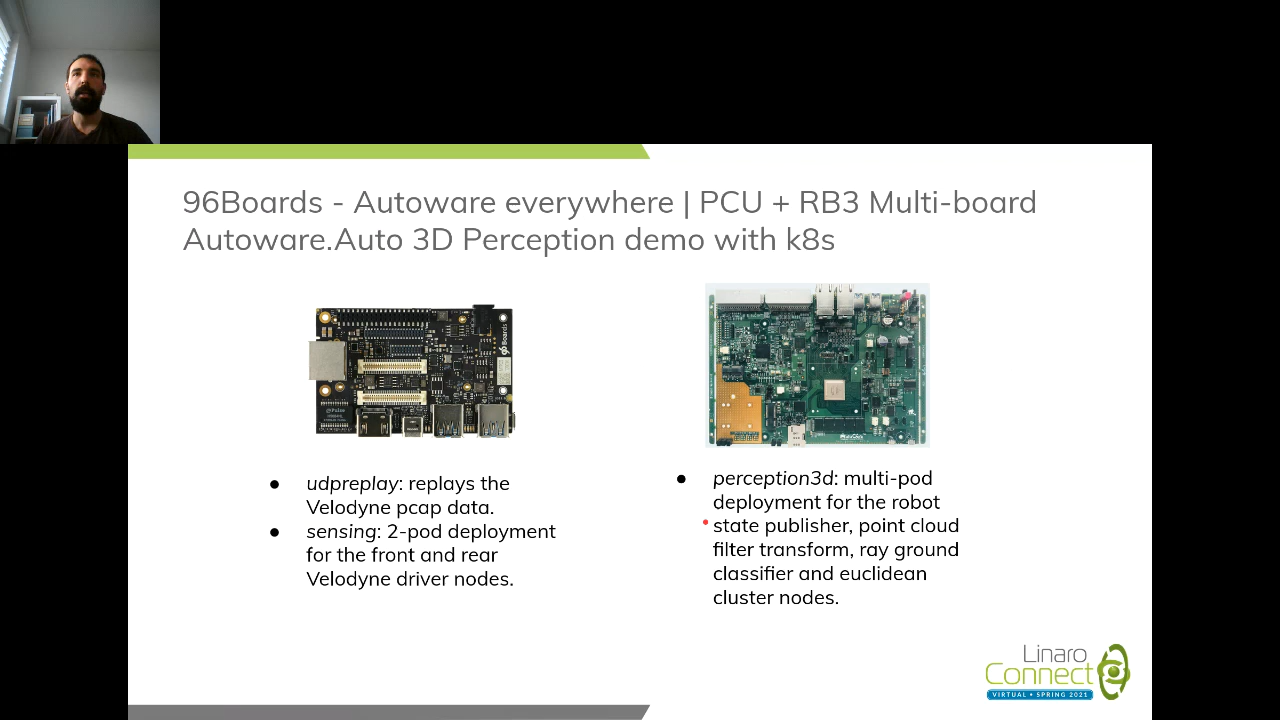 96Boards - Autoware everywhere | PCU + RB3 Multi-board
Autoware.Auto 3D Perception demo with k8s
96Boards
● udpreplay: replays the
Velodyne pcap data.
● sensing: 2-pod deployment
for the front and rear
Velodyne driver nodes.
● perception3d: multi-pod
deployment for the robot
state publisher, point cloud
filter transform, ray ground
classifier and euclidean
cluster nodes.
Linaro
Connect
VIRTUAL • SPRING 2021